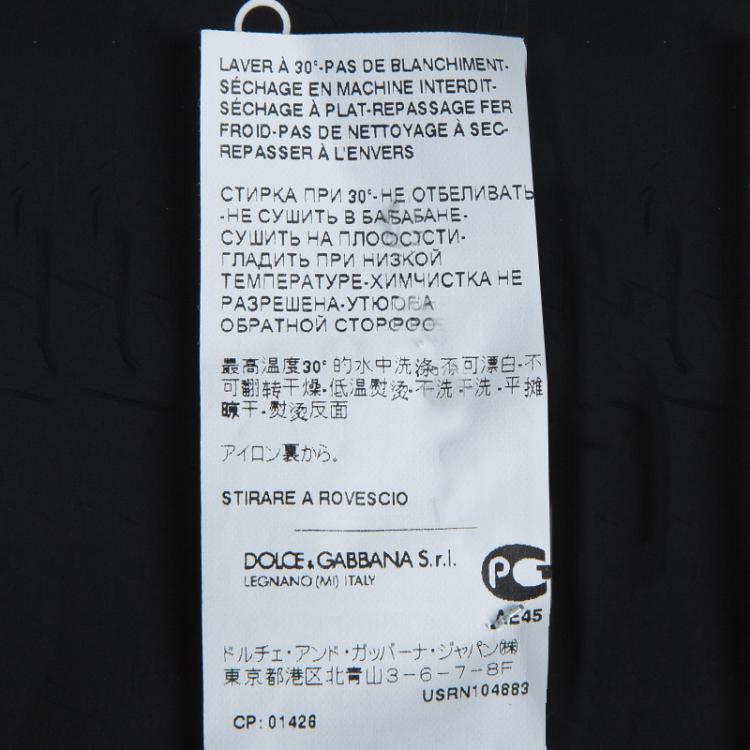 LAVER À 30°-PAS DE BLANCHIMENT-
SÉCHAGE EN MACHINE INTERDIT-
SÉCHAGE À PLAT-REPASSAGE FER
FROID-PAS DE NETTOYAGE À SEC-
REPASSER À L'ENVERS
СТИРКА ПРИ 30°-НЕ ОТБЕЛИВАТЬ
-НЕ СУШИТЬ В
СУШИТЬ НА
ГЛАДИТЬ ПРИ НИЗКОЙ
ТЕМПЕРАТУРЕ-ХИМЧИСТКА НЕ
РАЗРЕШЕНА-
ОБРАТНОЙ
最高温度30°的水中洗涤-不可漂白-不
可翻转干燥-低温熨烫-不洗干洗-平摊
曠干-熨烫反面
アイロン裏から。
STIRARE A ROVESCIO
DOLCE & GABBANA S.r.l.
LEGNANO (MI) ITALY
PG
AE45
ドルチェ・アンド・ガッバーナ・ジャパン㈱
東京都港区北青山3-6-7-8F
USRN104883
CP: 01426